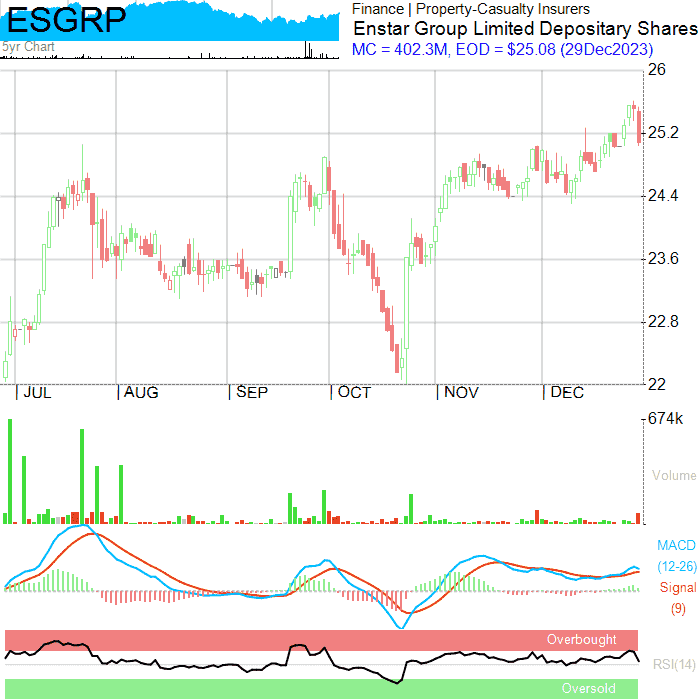 ESGRP
5yr Chart
Finance | Property-Casualty Insurers
Enstar Group Limited Depositary Shares
MC = 402.3M, EOD = $25.08 (29Dec2023)
26
25.2
24.4
23.6
22.8
22
JUL AUG SEP OCT NOV DEC
674k
Volume
MACD
(12-26)
Signal
(9)
Overbought
RSI(14)
Oversold